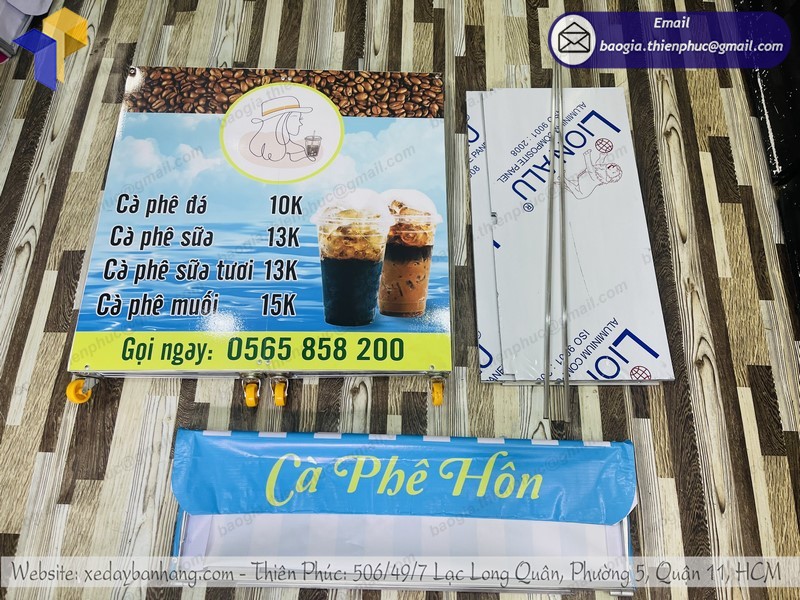 Email
baogia.thienphuc@gmail.com
Cà phê đá 10K
Cà phê sữa 13K
Cà phê sữa tươi 13K
Cà phê muối 15K
Gọi ngay: 0565 858 200
LION ALU®
ALUMINIUM COMPOSITE PANEL
ISO 9001 : 2008
Cà Phê Hôn
Website: xedaybanhang.com - Thiên Phúc: 506/49/7 Lạc Long Quân, Phường 5, Quận 11, HCM